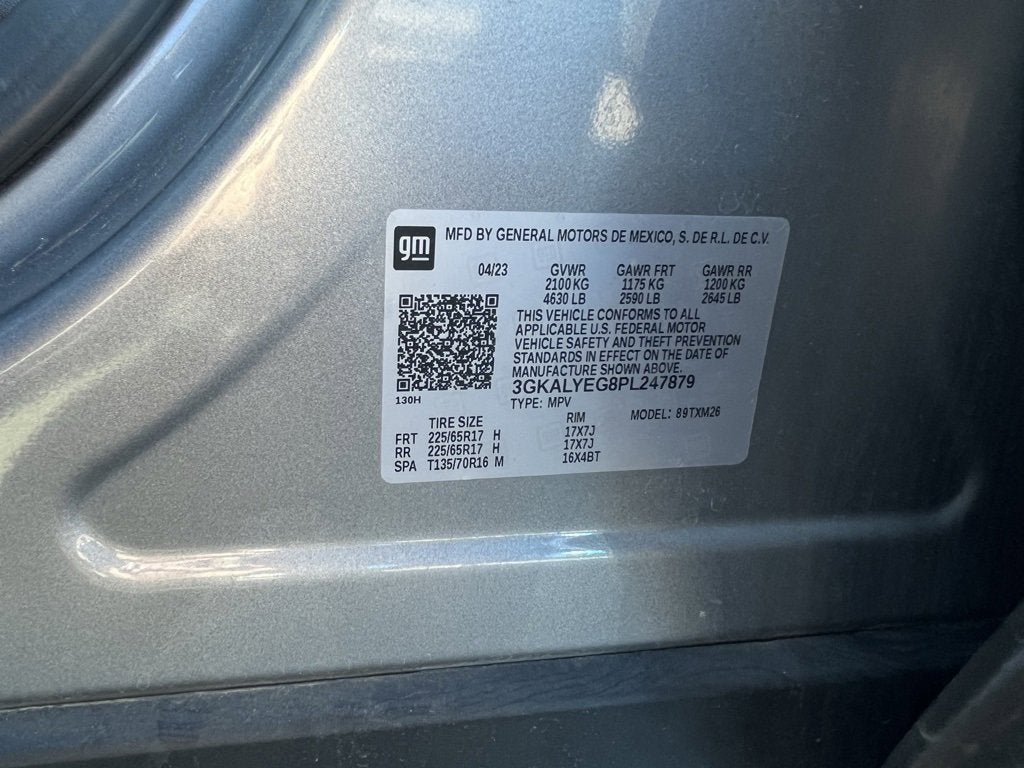 gm MFD BY GENERAL MOTORS DE MEXICO, S. DE R.L. DE C.V.
04/23 GVWR GAWR FRT GAWR RR
2100 KG 1175 KG 1200 KG
4630 LB 2590 LB 2645 LB
THIS VEHICLE CONFORMS TO ALL
APPLICABLE U.S. FEDERAL MOTOR
VEHICLE SAFETY AND THEFT PREVENTION
STANDARDS IN EFFECT ON THE DATE OF
MANUFACTURE SHOWN ABOVE.
3GKALYEG8PL247879
130H
TYPE: MPV MODEL: 89TXM26
TIRE SIZE RIM
FRT 225/65R17 H 17X7J
RR 225/65R17 H 17X7J
SPA T135/70R16 M 16X4BT